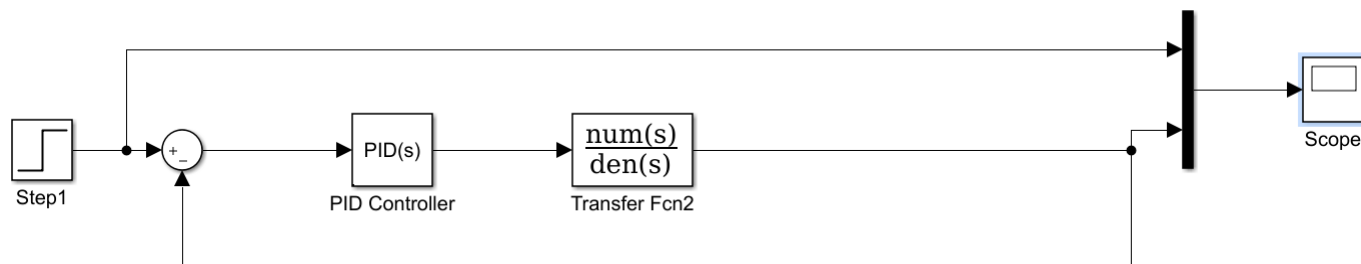 Step1
+
−
PID(s)
PID Controller
num(s)
den(s)
Transfer Fcn2
Scope